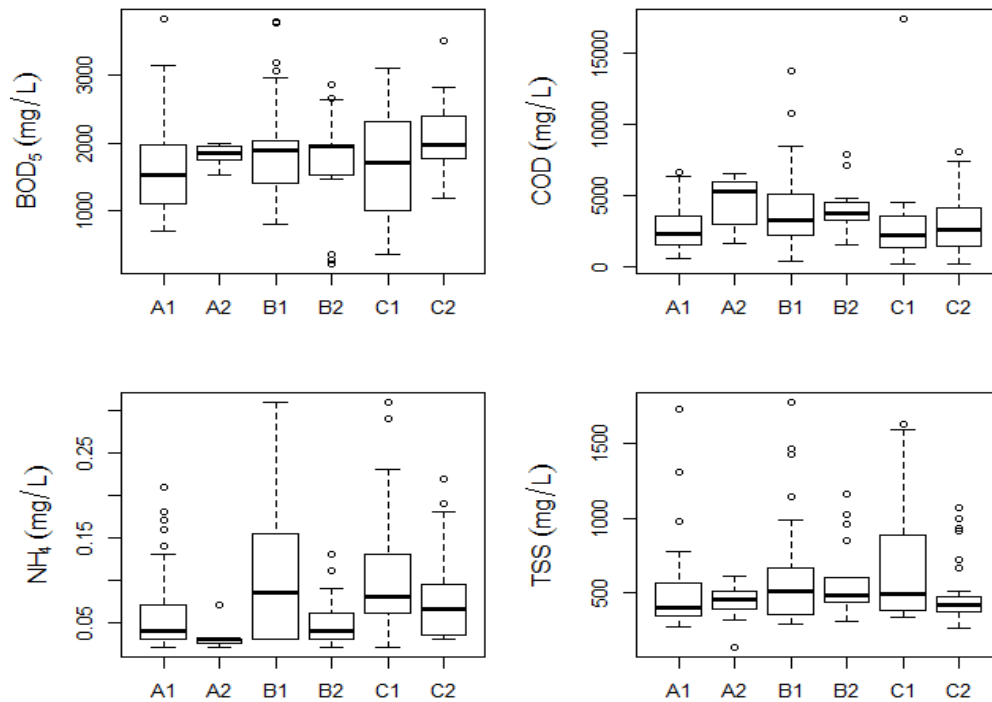 BOD₅ (mg/L)
3000
2000
1000
A1 A2 B1 B2 C1 C2
COD (mg/L)
15000
10000
5000
0
A1 A2 B1 B2 C1 C2
NH₄ (mg/L)
0.25
0.15
0.05
A1 A2 B1 B2 C1 C2
TSS (mg/L)
1500
1000
500
A1 A2 B1 B2 C1 C2